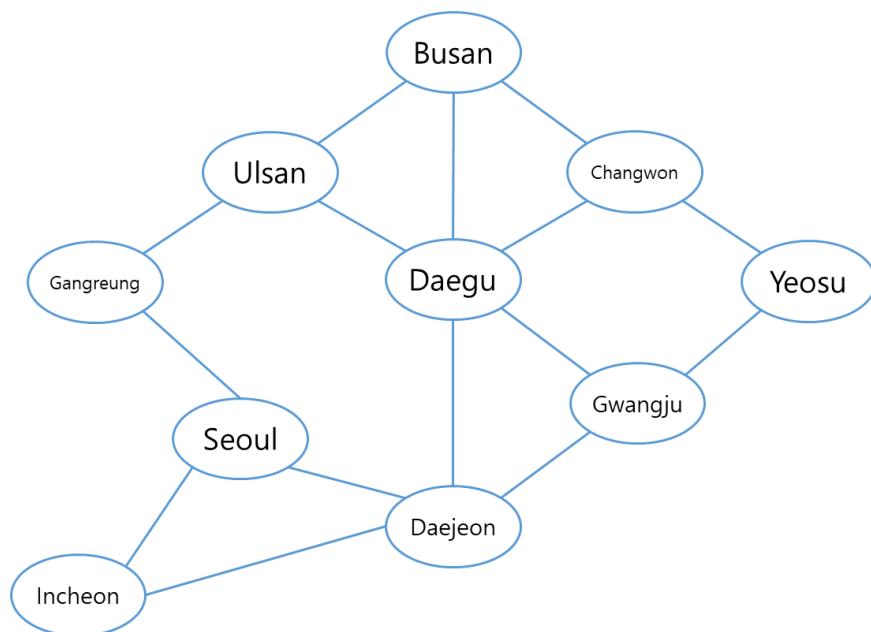 Busan
Ulsan
Changwon
Gangreung
Daegu
Yeosu
Gwangju
Seoul
Daejeon
Incheon